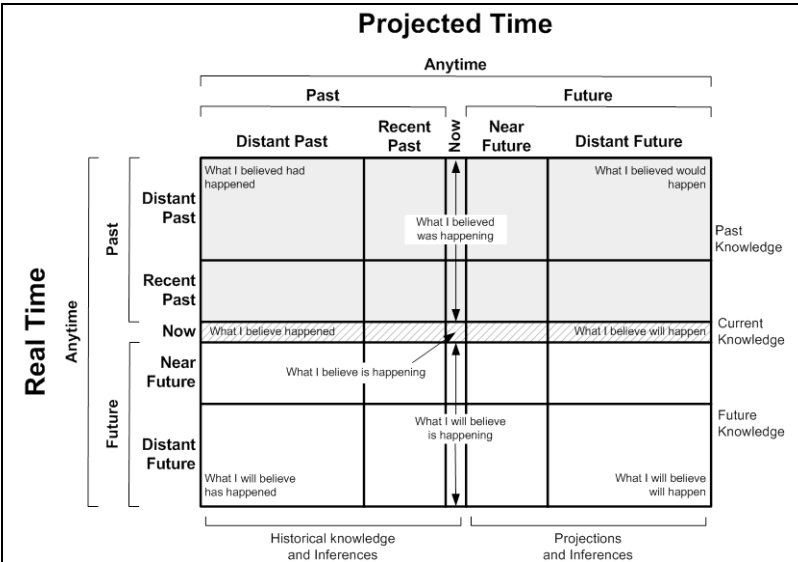 Projected Time
Anytime
Past
Future
Distant Past
Recent
Past
Now
Near
Future
Distant Future
Real Time
Anytime
Past
Future
Distant
Past
Recent
Past
Now
Near
Future
Distant
Future
What I believed had
happened
What I believed would
happen
What I believed
was happening
Past
Knowledge
What I believe happened
What I believe will happen
Current
Knowledge
What I believe is happening
What I will believe
is happening
Future
Knowledge
What I will believe
has happened
What I will believe
will happen
Historical knowledge
and Inferences
Projections
and Inferences